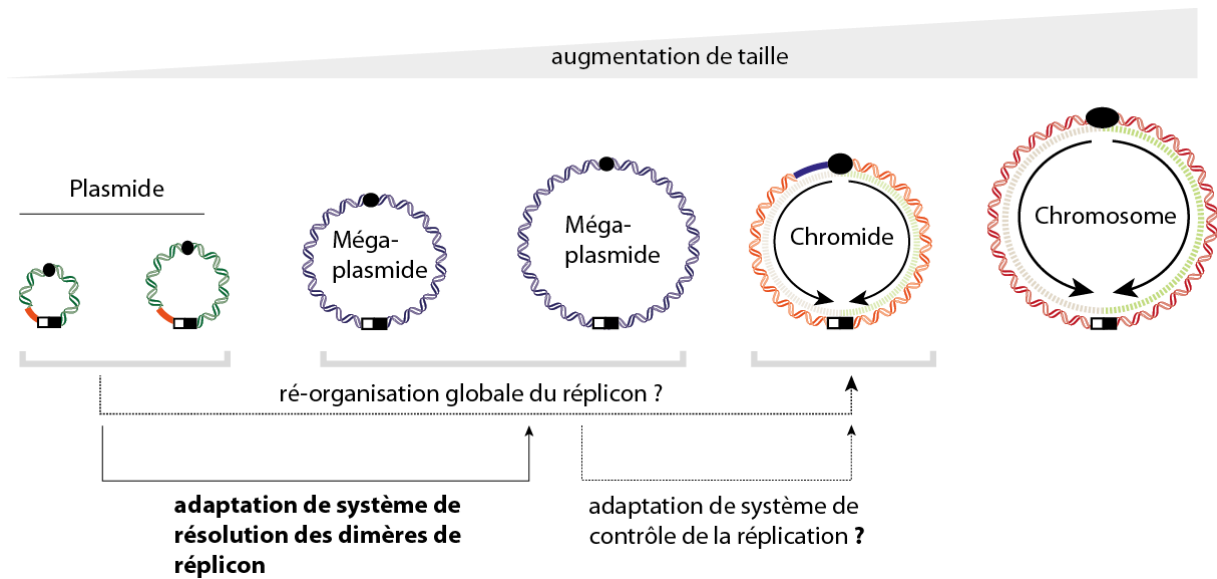 augmentation de taille
Plasmide
Méga-
plasmide
Méga-
plasmide
Chromide
Chromosome
ré-organisation globale du réplicon ?
adaptation de système de
résolution des dimères de
réplicon
adaptation de système de
contrôle de la réplication ?